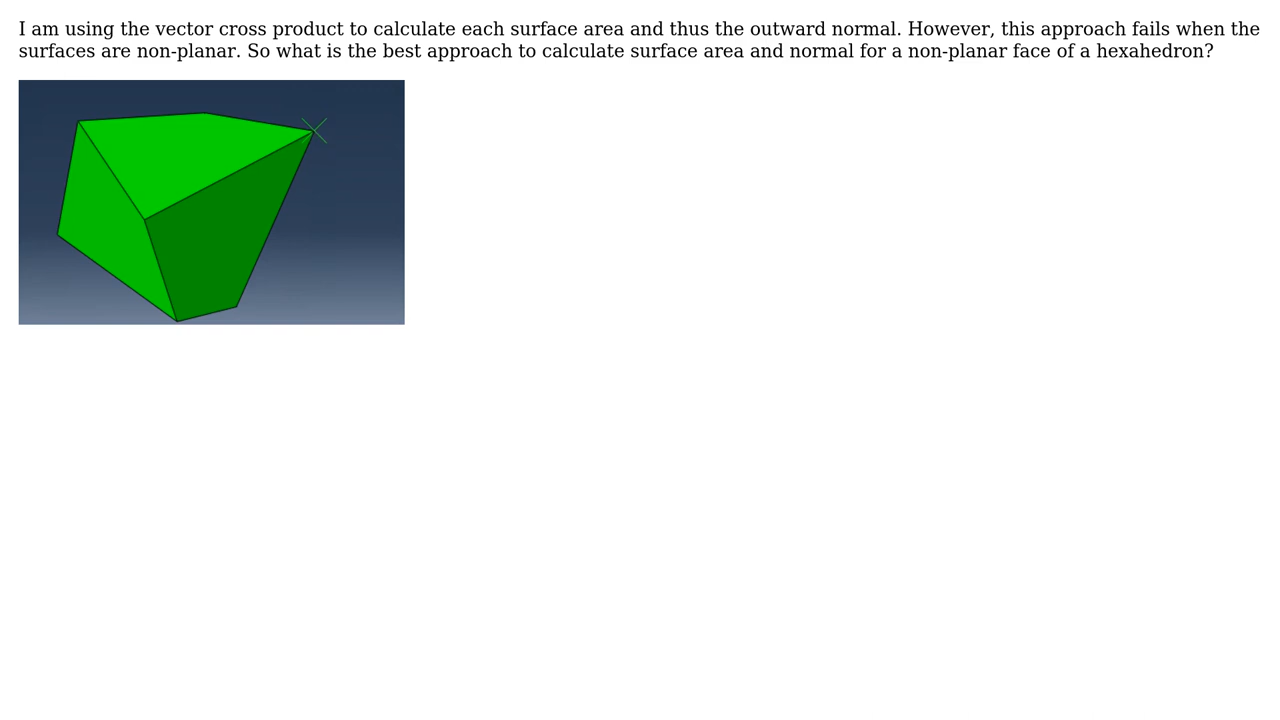 I am using the vector cross product to calculate each surface area and thus the outward normal. However, this approach fails when the
surfaces are non-planar. So what is the best approach to calculate surface area and normal for a non-planar face of a hexahedron?